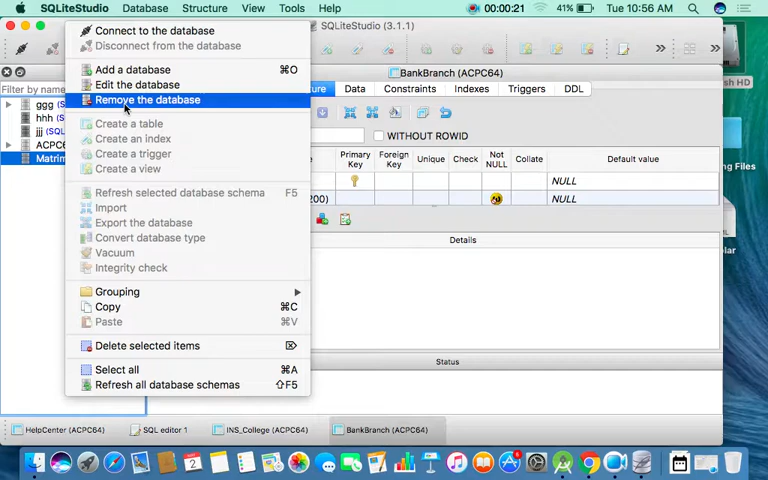 Database Structure View Tools Help 00:00:21 41% Tue 10:56 AM
SQLiteStudio (3.1.1)
Connect to the database
Disconnect from the database
Add a database ⌘O
Edit the database
Remove the database
Create a table
Create an index
Create a trigger
Create a view
Refresh selected database schema F5
Import
Export the database
Convert database type
Vacuum
Integrity check
Grouping
Copy ⌘C
Paste ⌘V
Delete selected items
Select all ⌘A
Refresh all database schemas ⇧F5
Filter by name
ggg
hhh
jjj
Matrim
BankBranch (ACPC64)
Data Constraints Indexes Triggers DDL
WITHOUT ROWID
Primary Key
Foreign Key
Unique
Check
Not NULL
Collate
Default value
NULL
NULL
Details
Status
HelpCenter (ACPC64) SQL editor 1 INS_College (ACPC64) BankBranch (ACPC64)